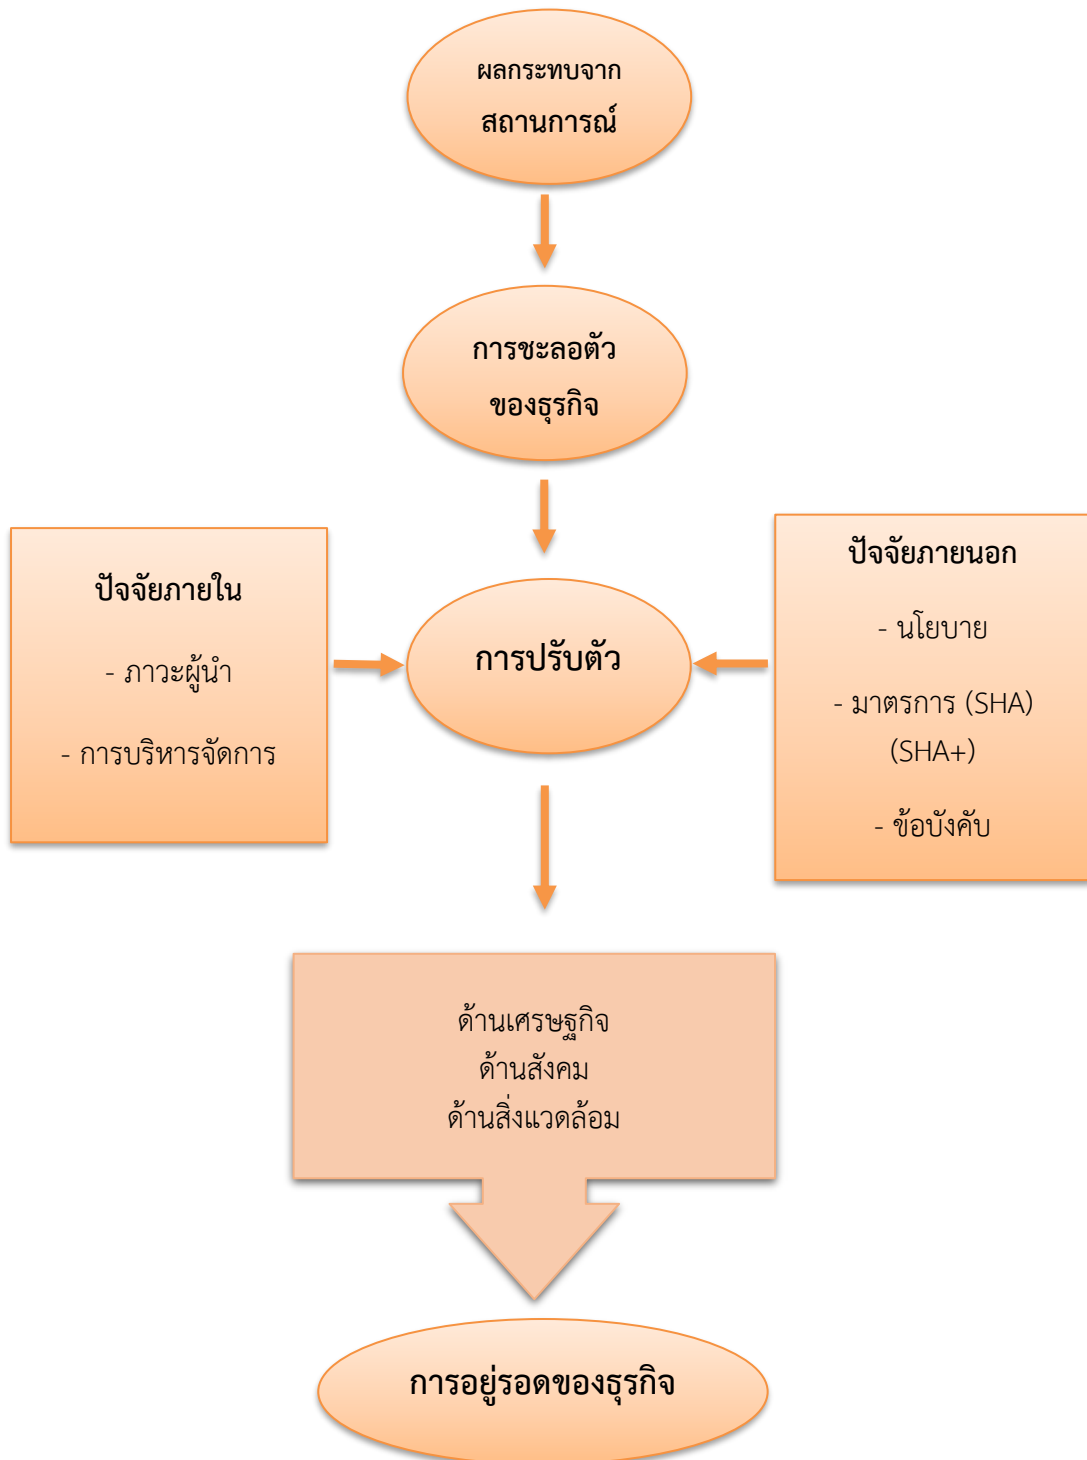 ผลกระทบจาก
สถานการณ์
การชะลอตัว
ของธุรกิจ
ปัจจัยภายใน
- ภาวะผู้นำ
- การบริหารจัดการ
การปรับตัว
ปัจจัยภายนอก
- นโยบาย
- มาตรการ (SHA)
(SHA+)
- ข้อบังคับ
ด้านเศรษฐกิจ
ด้านสังคม
ด้านสิ่งแวดล้อม
การอยู่รอดของธุรกิจ